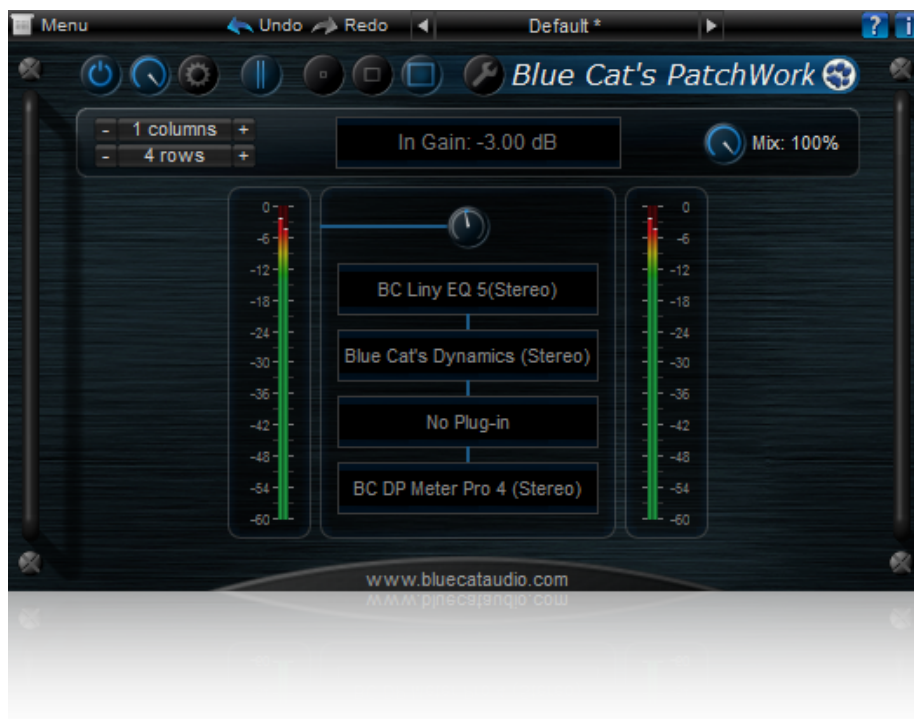 Menu Undo Redo Default * ? i
Blue Cat's PatchWork
- 1 columns +
- 4 rows +
In Gain: -3.00 dB
Mix: 100%
0 0
-6 -6
-12 -12
BC Liny EQ 5(Stereo)
-18 -18
-24 -24
Blue Cat's Dynamics (Stereo)
-30 -30
-36 -36
No Plug-in
-42 -42
-48 -48
BC DP Meter Pro 4 (Stereo)
-54 -54
-60 -60
www.bluecataudio.com